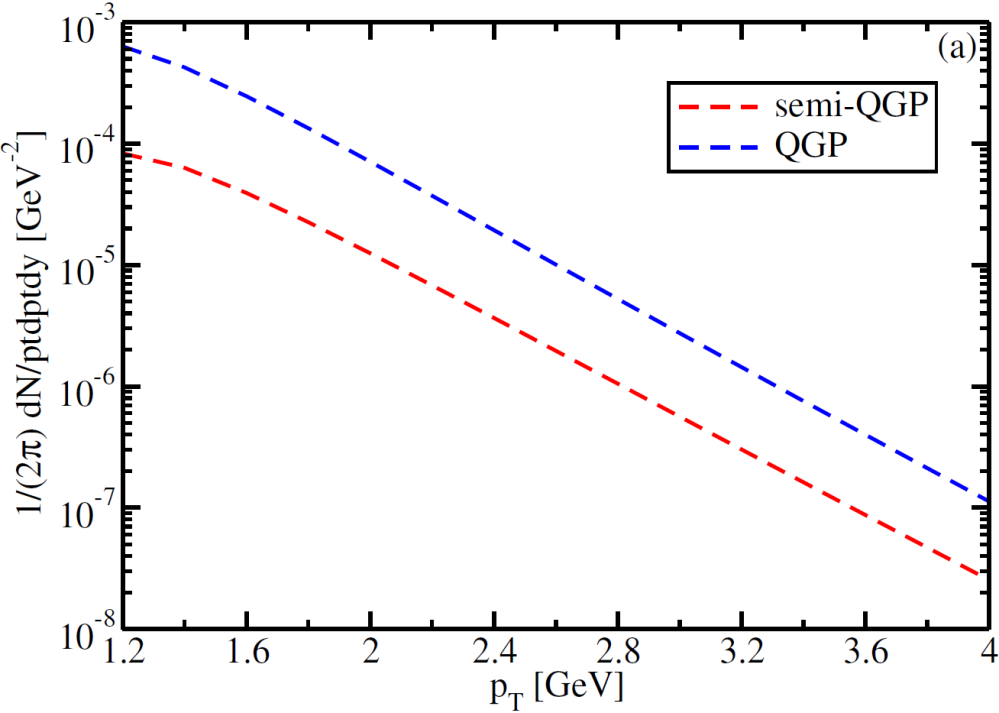 (a)
semi-QGP
QGP
1/(2π) dN/ptdptdy [GeV⁻²]
10⁻³
10⁻⁴
10⁻⁵
10⁻⁶
10⁻⁷
10⁻⁸
1.2 1.6 2 2.4 2.8 3.2 3.6 4
p_T [GeV]